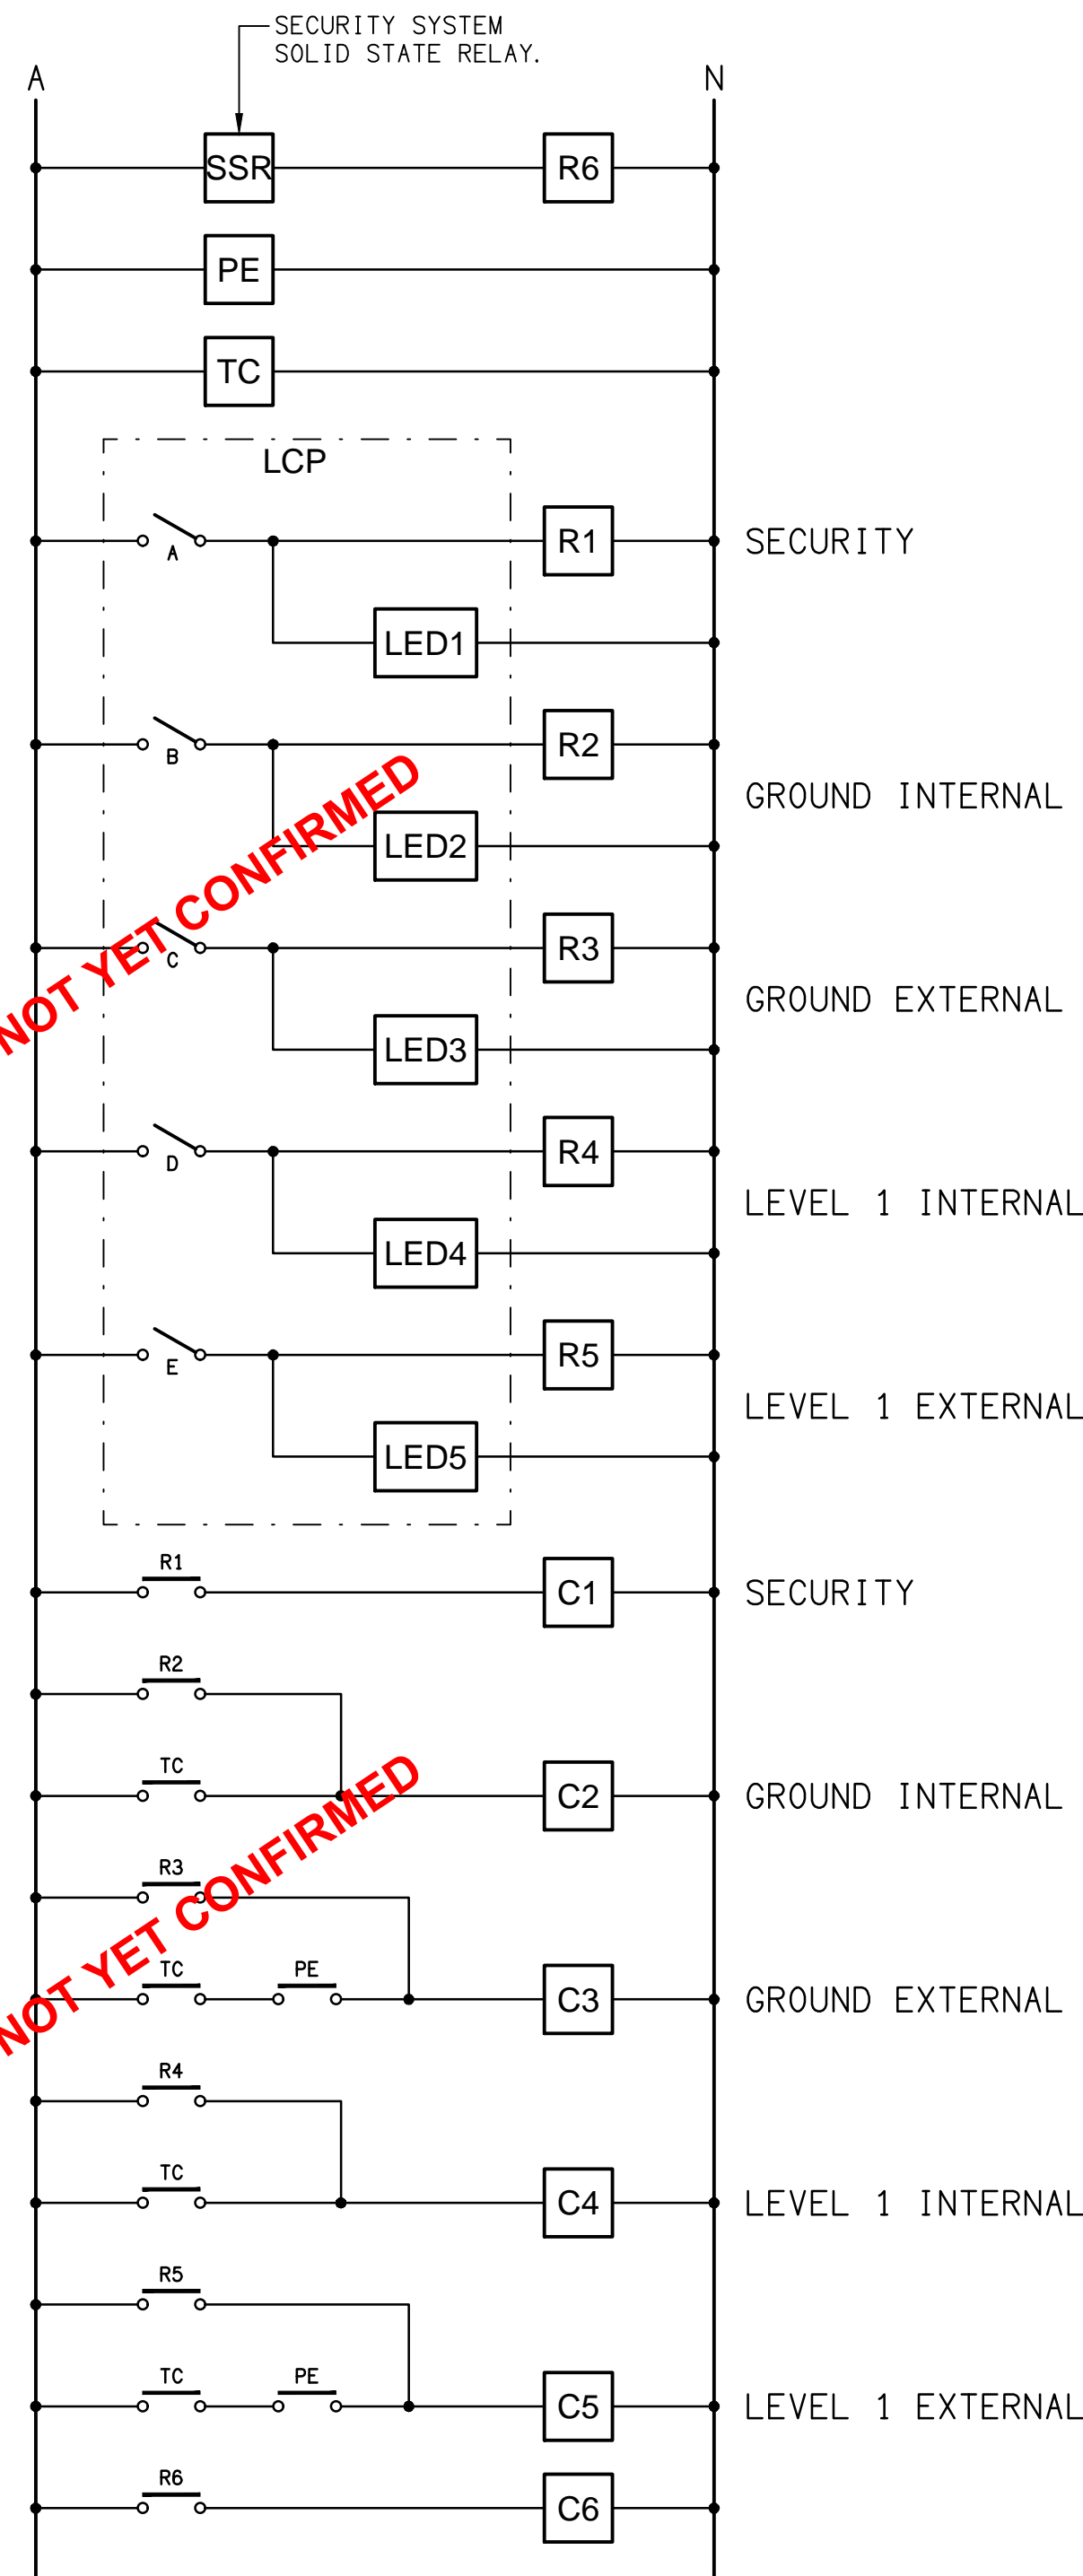 SECURITY SYSTEM
SOLID STATE RELAY.
A
N
SSR
R6
PE
TC
LCP
A
R1
SECURITY
LED1
B
R2
GROUND INTERNAL
LED2
NOT YET CONFIRMED
C
R3
GROUND EXTERNAL
LED3
D
R4
LEVEL 1 INTERNAL
LED4
E
R5
LEVEL 1 EXTERNAL
LED5
R1
C1
SECURITY
R2
TC
C2
GROUND INTERNAL
NOT YET CONFIRMED
R3
TC
PE
C3
GROUND EXTERNAL
R4
TC
C4
LEVEL 1 INTERNAL
R5
TC
PE
C5
LEVEL 1 EXTERNAL
R6
C6